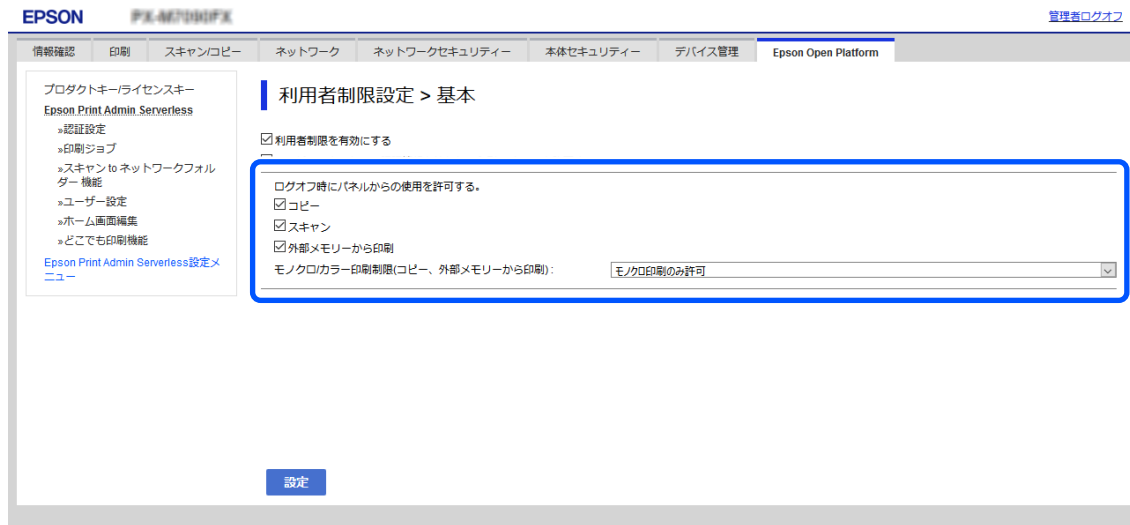 EPSON
管理者ログオフ
情報確認 印刷 スキャン/コピー ネットワーク ネットワークセキュリティー 本体セキュリティー デバイス管理 Epson Open Platform
プロダクトキー/ライセンスキー
Epson Print Admin Serverless
»認証設定
»印刷ジョブ
»スキャン to ネットワークフォル
ダー 機能
»ユーザー設定
»ホーム画面編集
»どこでも印刷機能
Epson Print Admin Serverless設定メ
ニュー
利用者制限設定 > 基本
利用者制限を有効にする
ログオフ時にパネルからの使用を許可する。
コピー
スキャン
外部メモリーから印刷
モノクロ/カラー印刷制限(コピー、外部メモリーから印刷) : モノクロ印刷のみ許可
設定